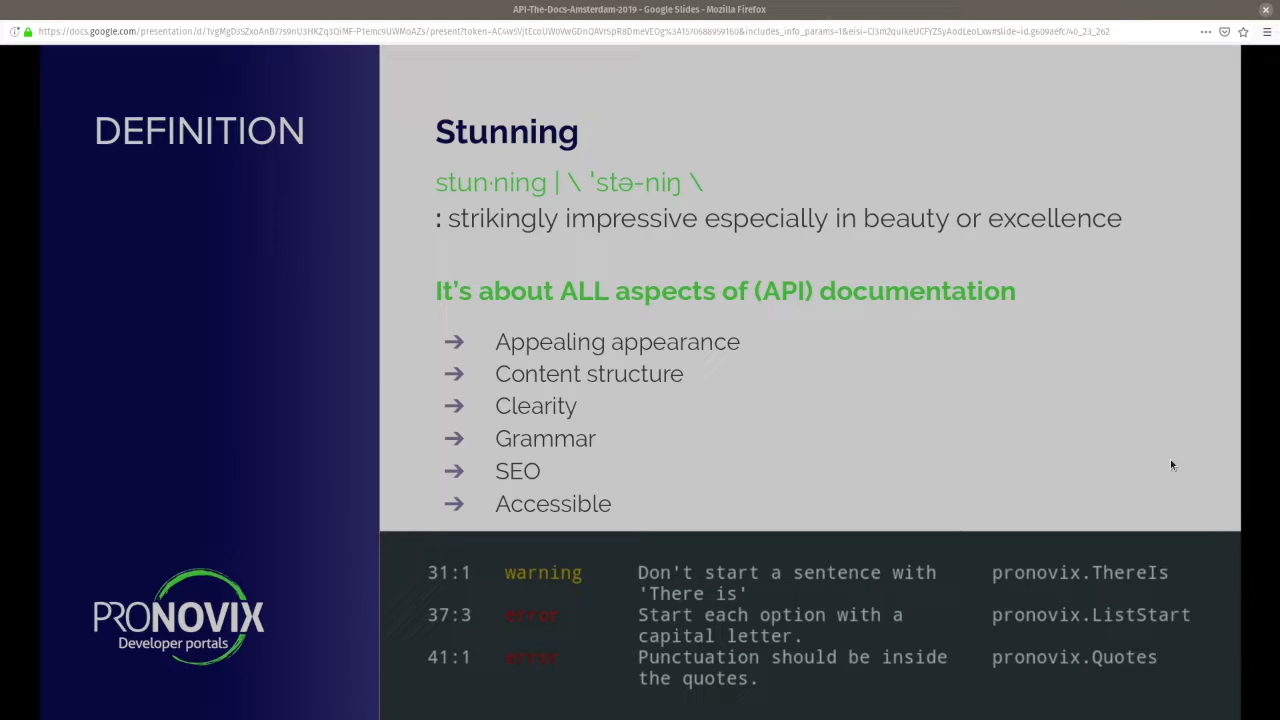 API-The-Docs-Amsterdam-2019 - Google Slides - Mozilla Firefox
DEFINITION
Stunning
stun·ning | \ ˈstə-niŋ \
: strikingly impressive especially in beauty or excellence
It's about ALL aspects of (API) documentation
➔ Appealing appearance
➔ Content structure
➔ Clearity
➔ Grammar
➔ SEO
➔ Accessible
31:1 warning Don't start a sentence with pronovix.ThereIs
'There is'
37:3 error Start each option with a pronovix.ListStart
capital letter.
41:1 error Punctuation should be inside pronovix.Quotes
the quotes.
PRONOVIX
Developer portals